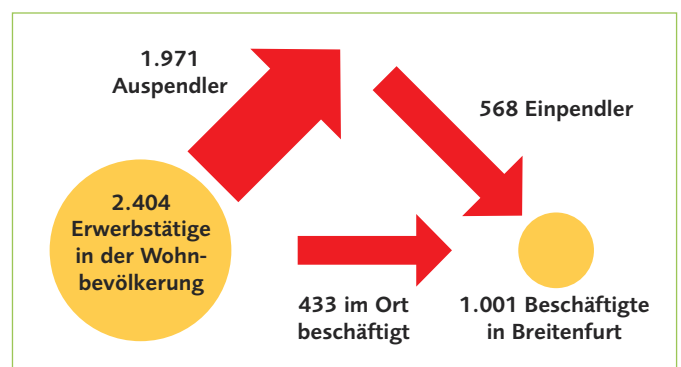 1.971
Auspendler
568 Einpendler
2.404
Erwerbstätige
in der Wohn-
bevölkerung
433 im Ort
beschäftigt
1.001 Beschäftigte
in Breitenfurt